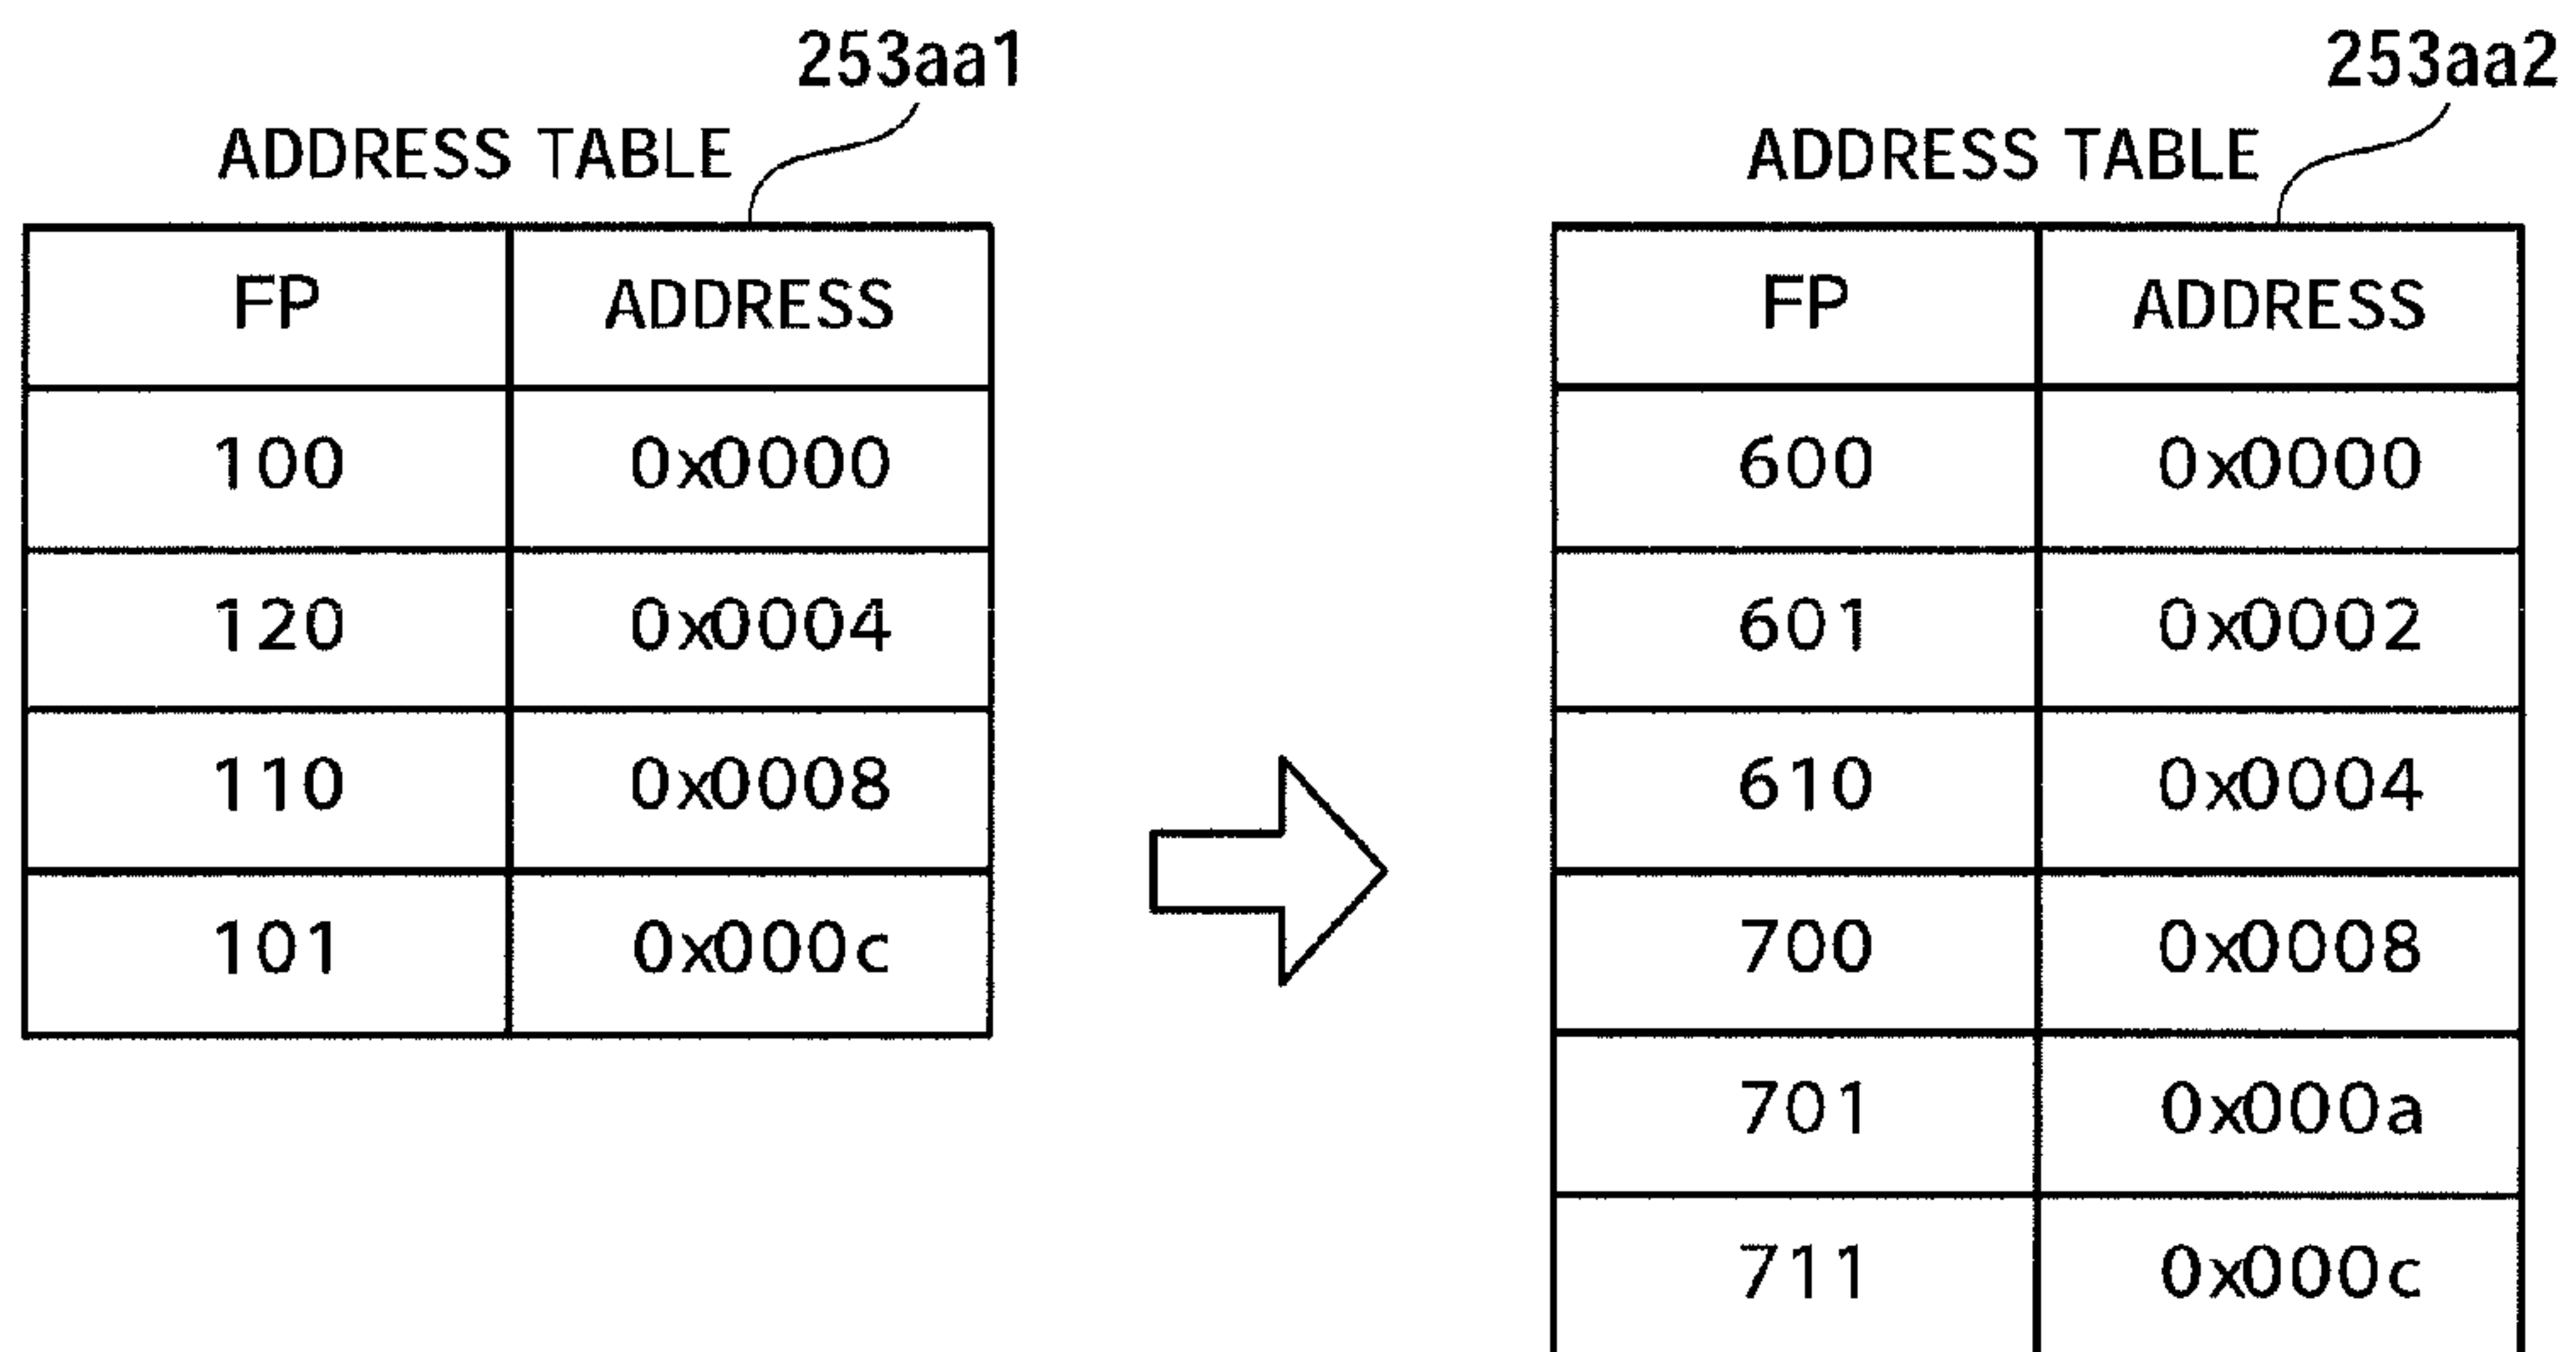 253aa1
ADDRESS TABLE
FP ADDRESS
100 0x0000
120 0x0004
110 0x0008
101 0x000c
253aa2
ADDRESS TABLE
FP ADDRESS
600 0x0000
601 0x0002
610 0x0004
700 0x0008
701 0x000a
711 0x000c